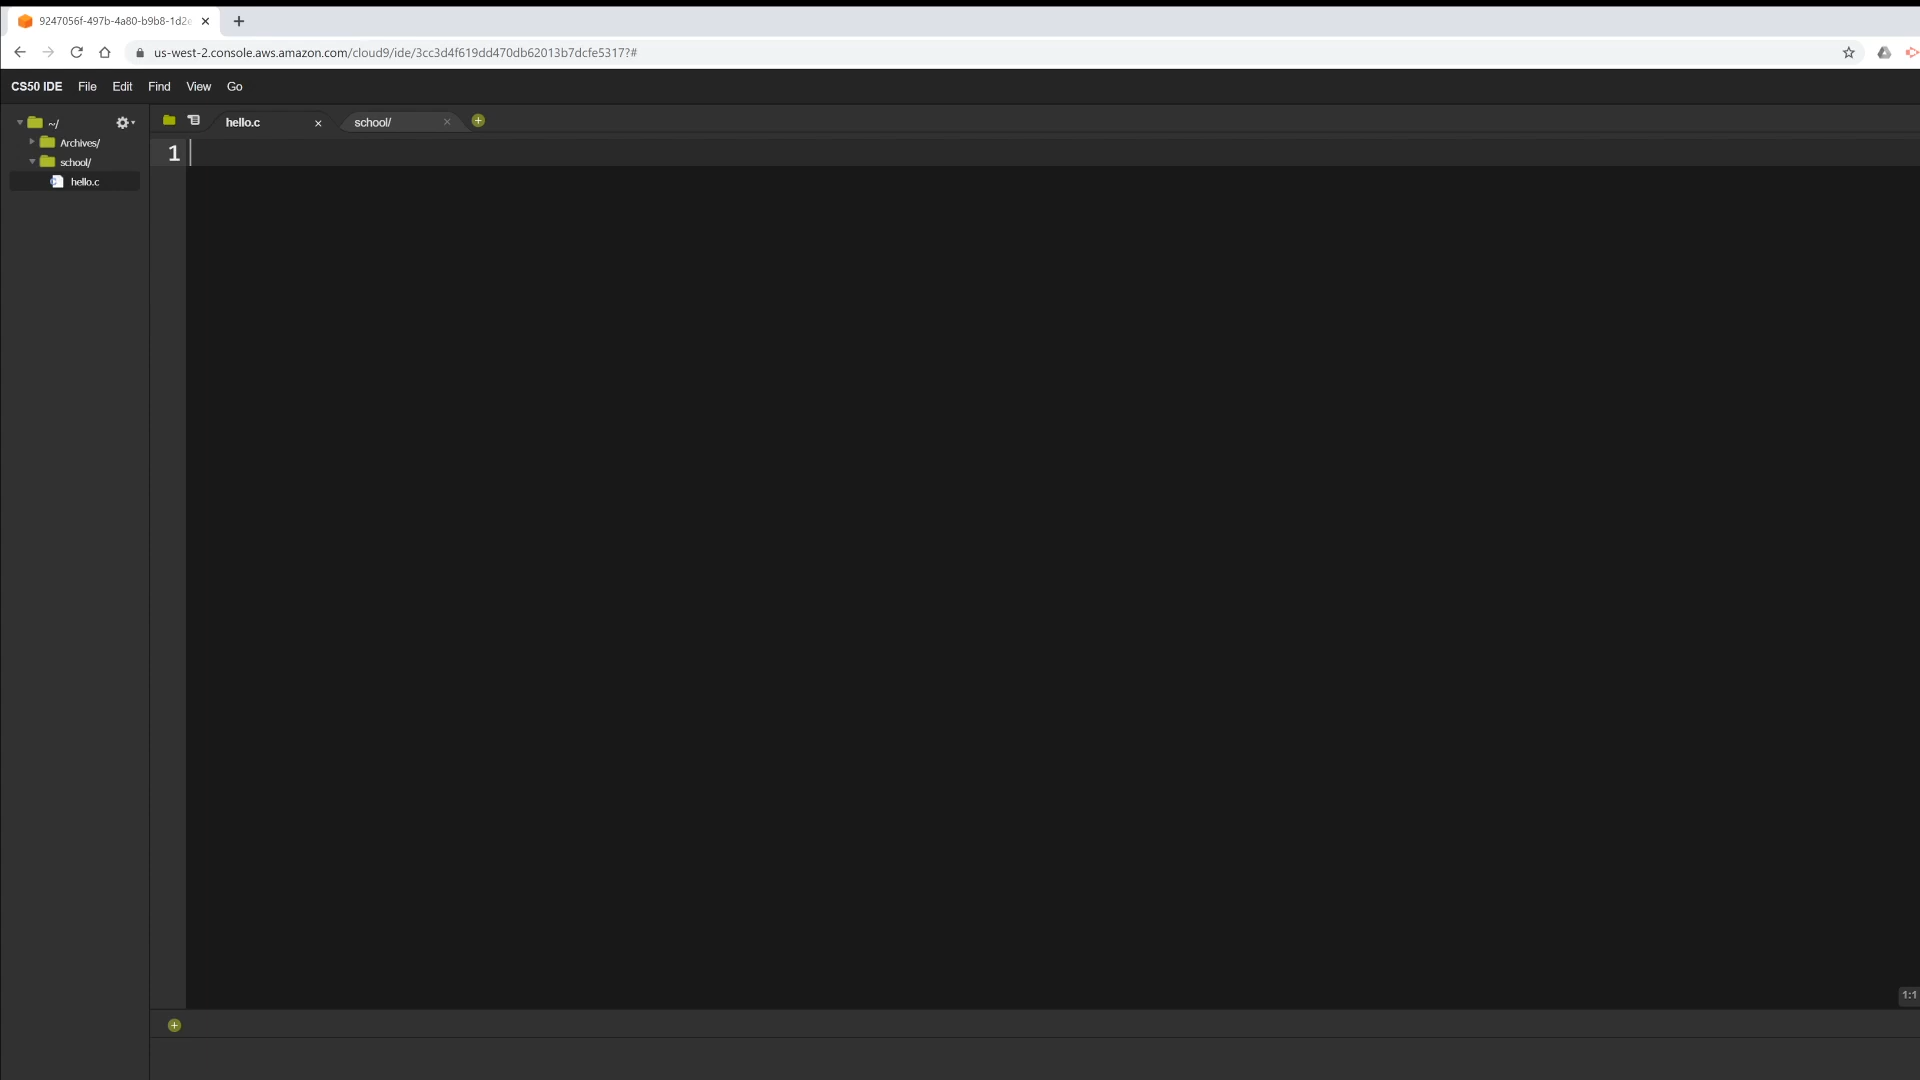 9247056f-497b-4a80-b9b8-1d2e
us-west-2.console.aws.amazon.com/cloud9/ide/3cc3d4f619dd470db62013b7dcfe5317?#
CS50 IDE File Edit Find View Go
~/
hello.c
school/
Archives/
school/
hello.c
1
1:1